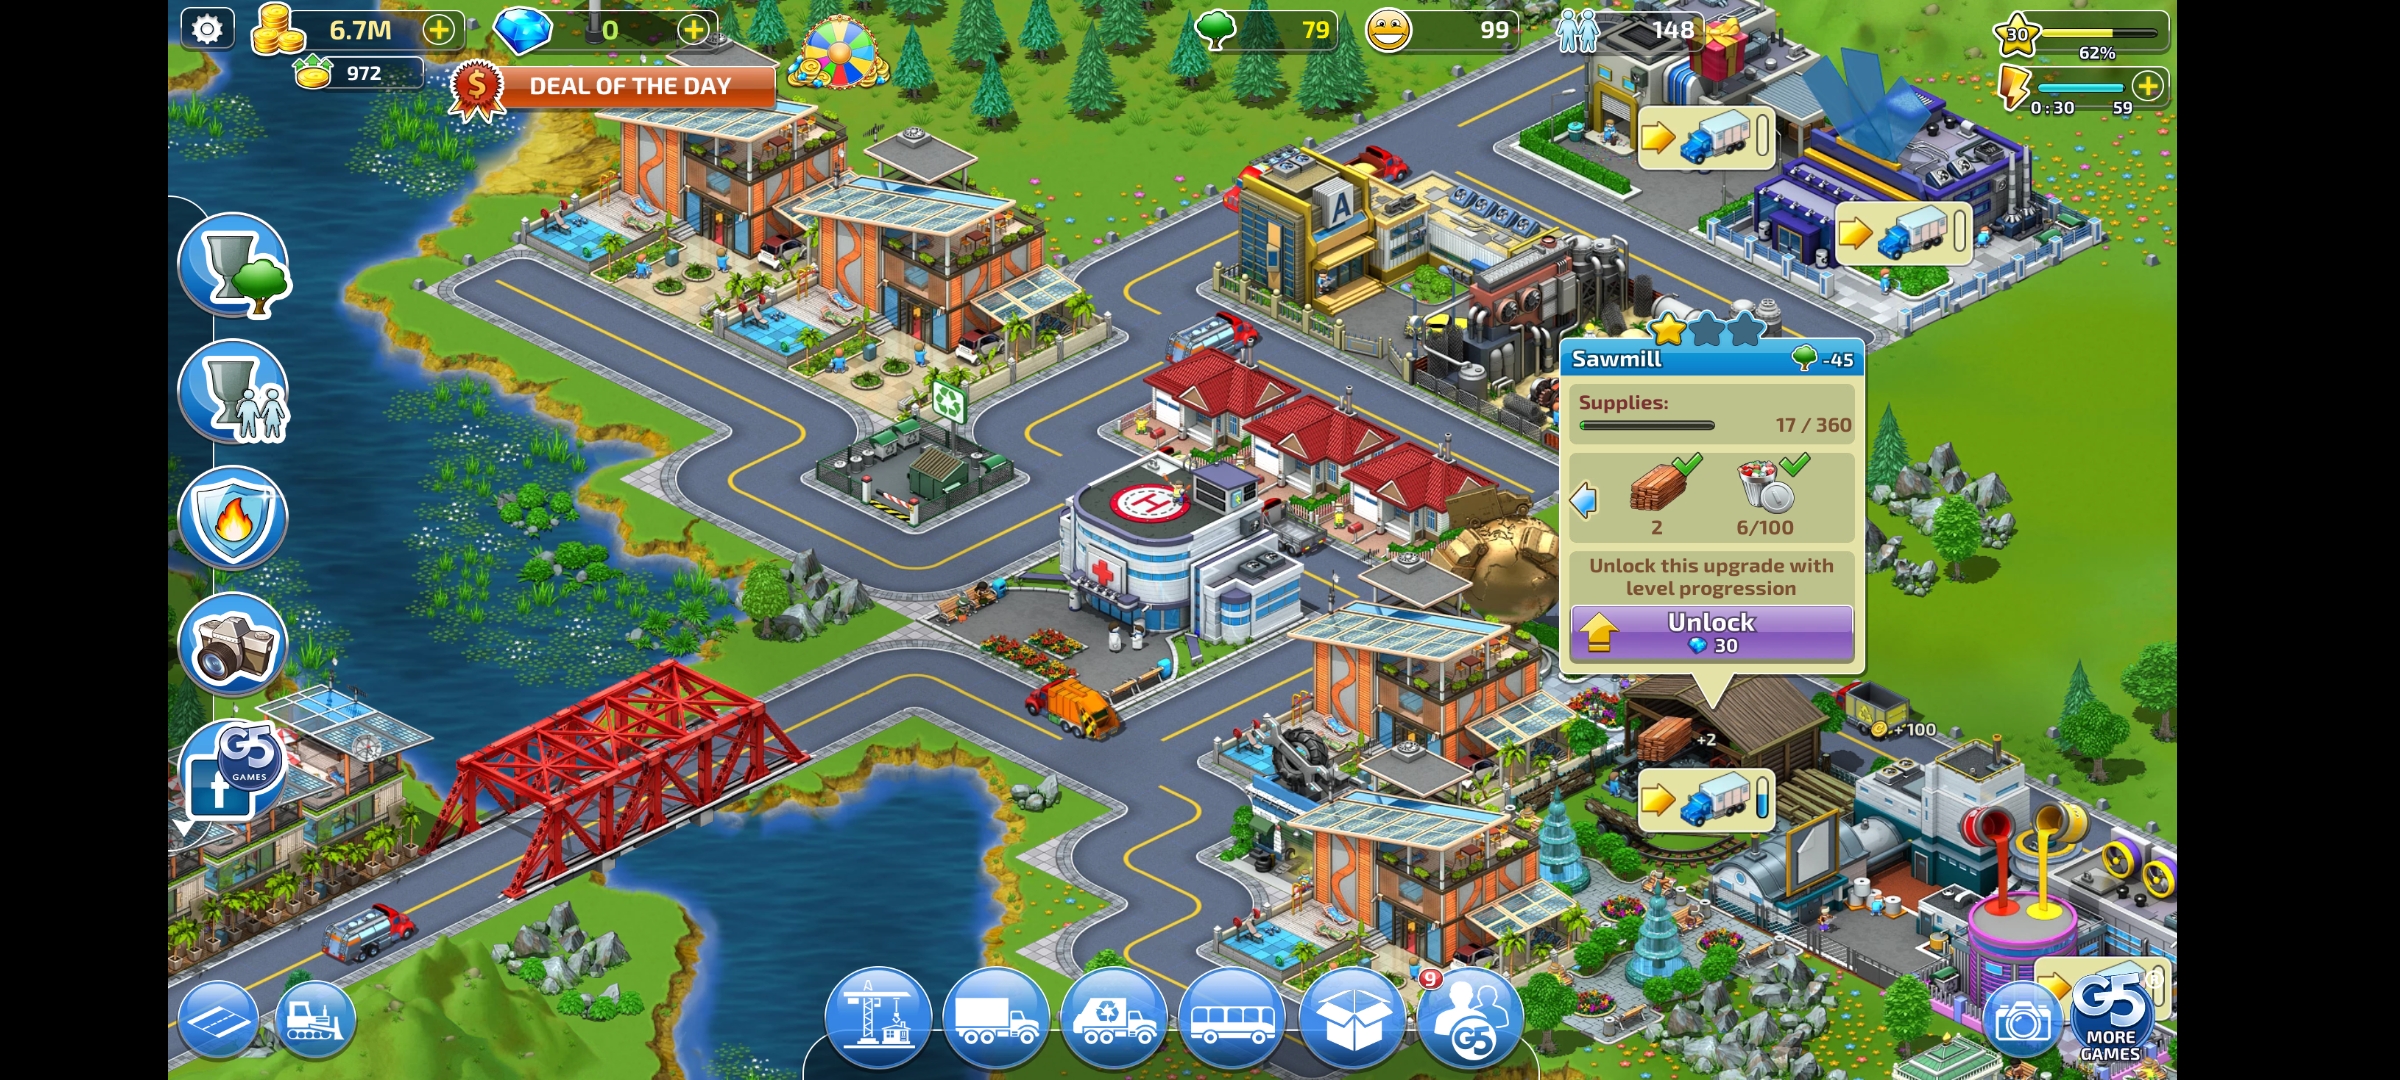 6.7M
0
79
99
148
30
62%
972
DEAL OF THE DAY
0:30
59
A
Sawmill
-45
Supplies:
17 / 360
2
6/100
Unlock this upgrade with
level progression
Unlock
30
H
+2
+100
G5
GAMES
f
A
9
G5
G5
MORE
GAMES